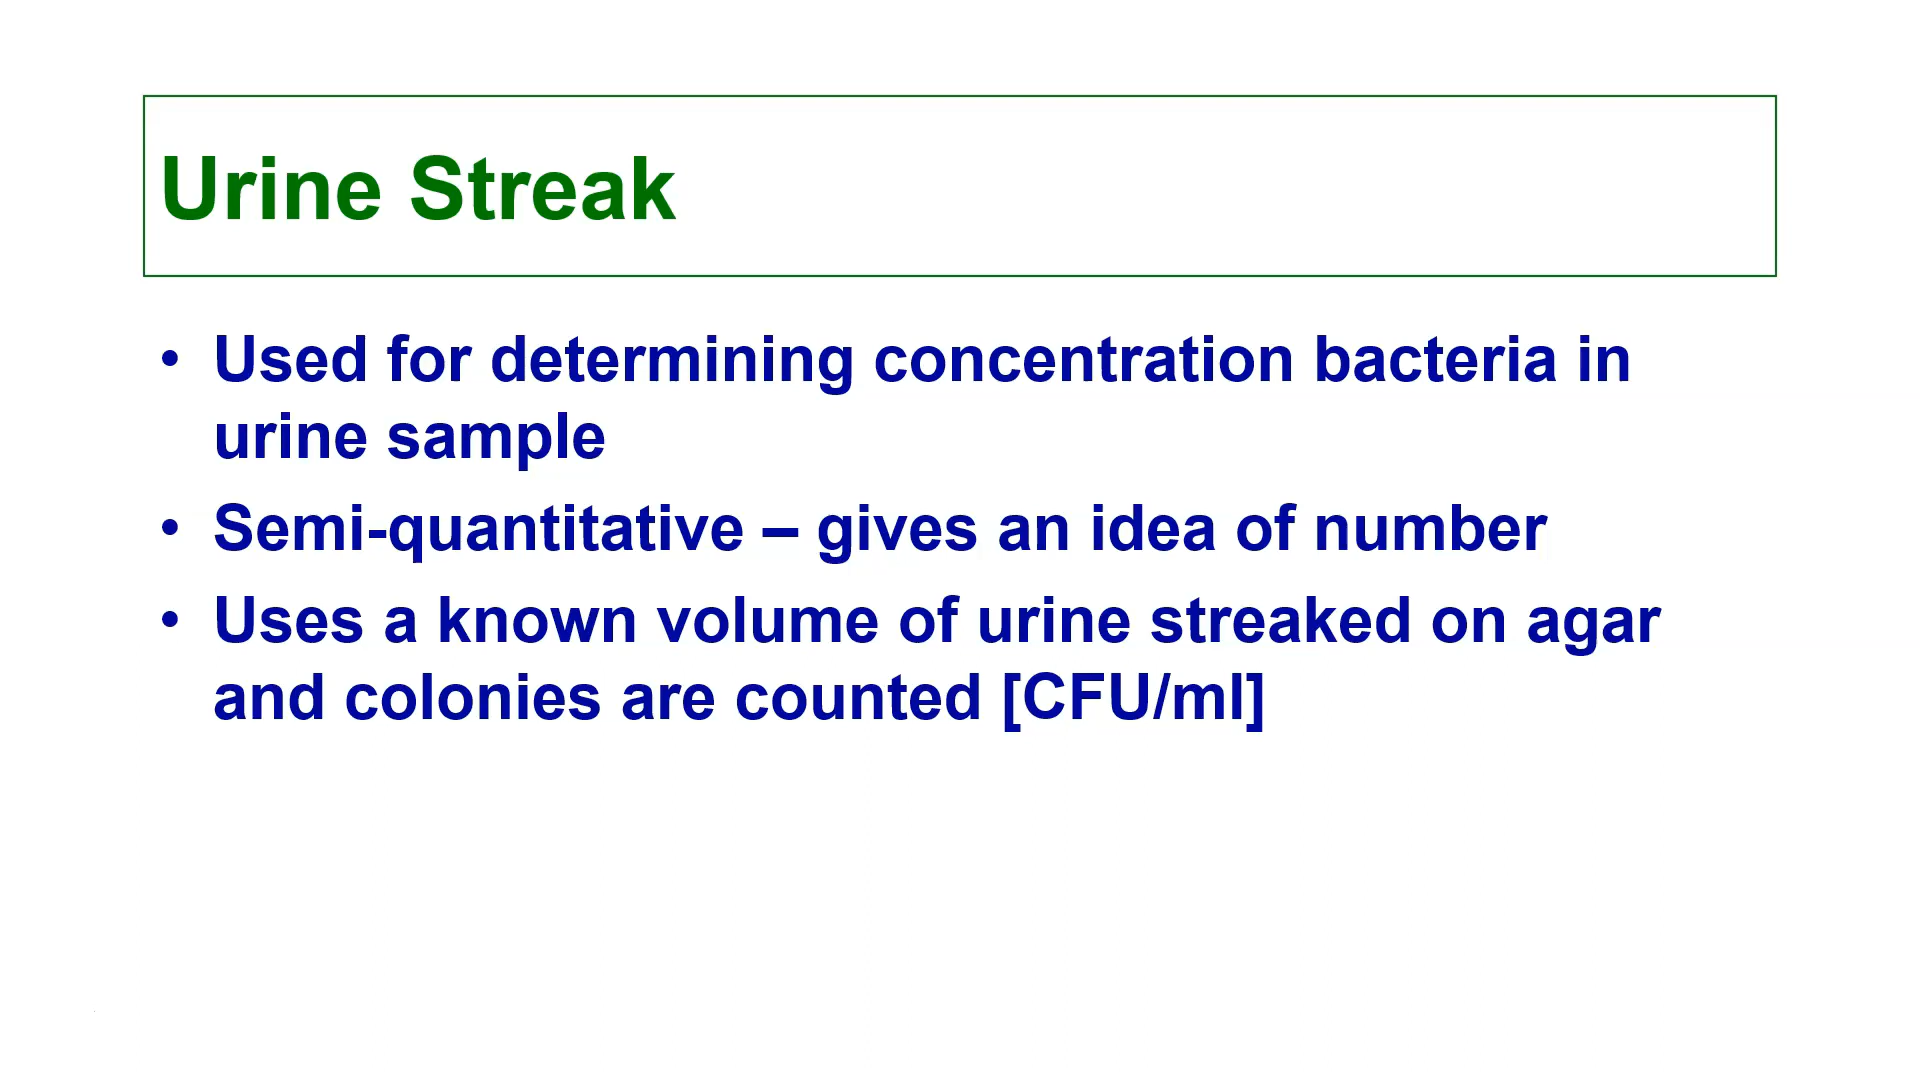 Urine Streak
• Used for determining concentration bacteria in
urine sample
• Semi-quantitative – gives an idea of number
• Uses a known volume of urine streaked on agar
and colonies are counted [CFU/ml]